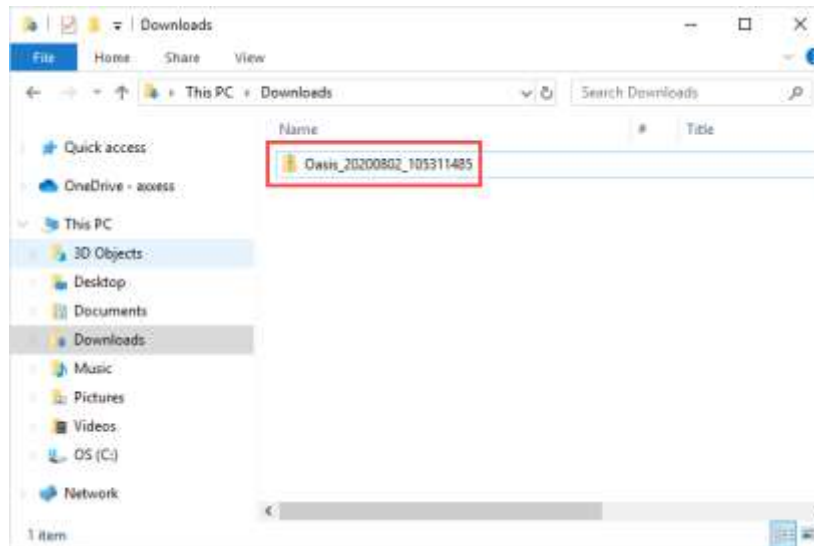 Downloads
File Home Share View
This PC Downloads Search Downloads
Name # Title
Quick access
Oasis_20200802_105311485
OneDrive - axxess
This PC
3D Objects
Desktop
Documents
Downloads
Music
Pictures
Videos
OS (C:)
Network
1 item